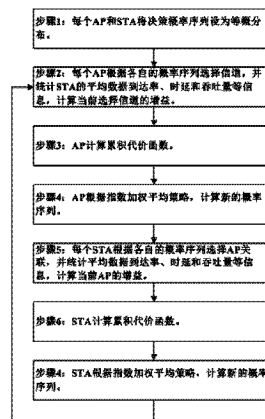 步骤1：每个AP和STA将决策概率序列设为等概
分布。
步骤2：每个AP根据各自的概率序列选择信道，并
统计STA的平均数据到达率、时延和吞吐量等信
息，计算当前选择信道的增益。
步骤3：AP计算累积代价函数。
步骤4：AP根据指数加权平均策略，计算新的概率
序列。
步骤5：每个STA根据各自的概率序列选择AP关
联，并统计平均数据到达率、时延和吞吐量等信
息，计算当前AP的增益。
步骤6：STA计算累积代价函数。
步骤4：STA根据指数加权平均策略，计算新的概率
序列。